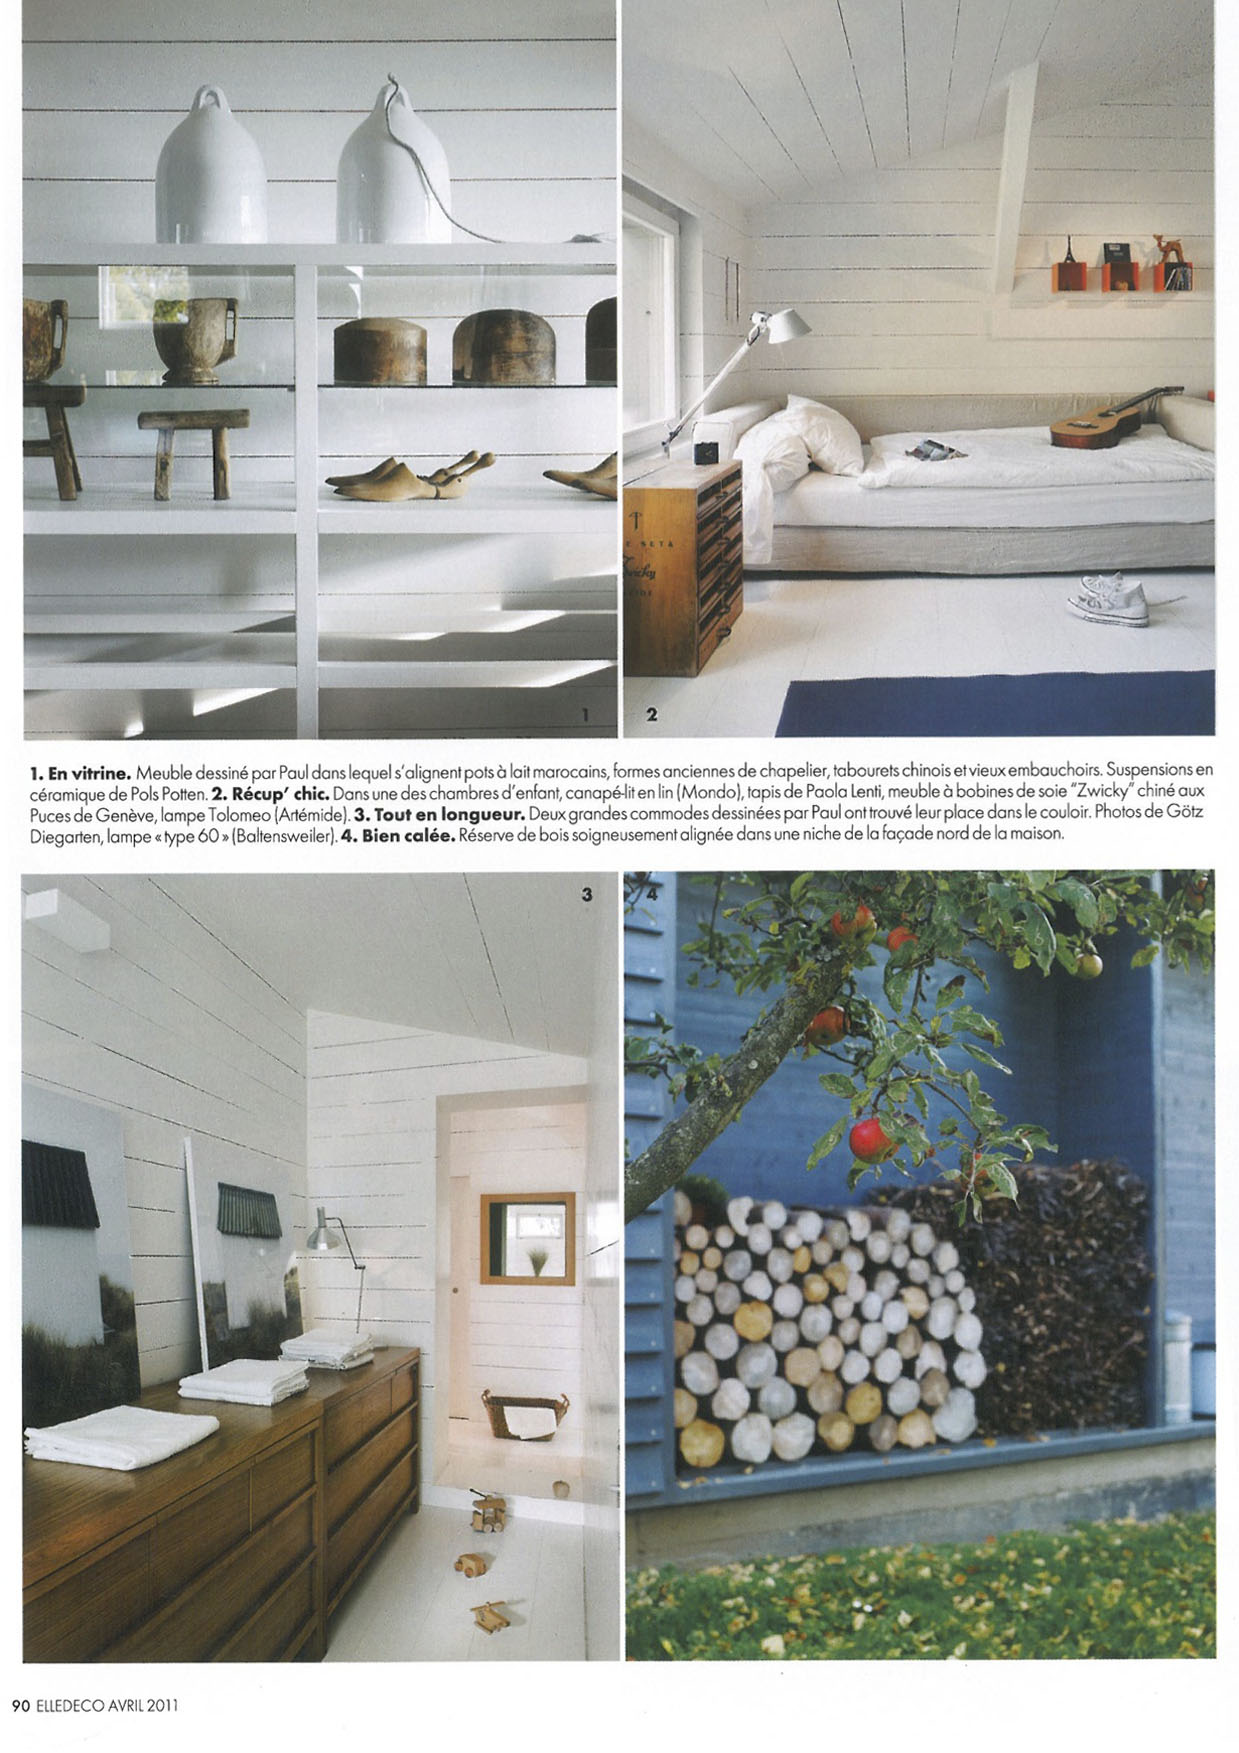 1
2
E SETA
Zwicky
1. En vitrine. Meuble dessiné par Paul dans lequel s'alignent pots à lait marocains, formes anciennes de chapelier, tabourets chinois et vieux embauchoirs. Suspensions en
céramique de Pols Potten. 2. Récup' chic. Dans une des chambres d'enfant, canapé-lit en lin (Mondo), tapis de Paola Lenti, meuble à bobines de soie "Zwicky" chiné aux
Puces de Genève, lampe Tolomeo (Artémide). 3. Tout en longueur. Deux grandes commodes dessinées par Paul ont trouvé leur place dans le couloir. Photos de Götz
Diegarten, lampe « type 60 » (Baltensweiler). 4. Bien calée. Réserve de bois soigneusement alignée dans une niche de la façade nord de la maison.
3
4
90 ELLEDECO AVRIL 2011